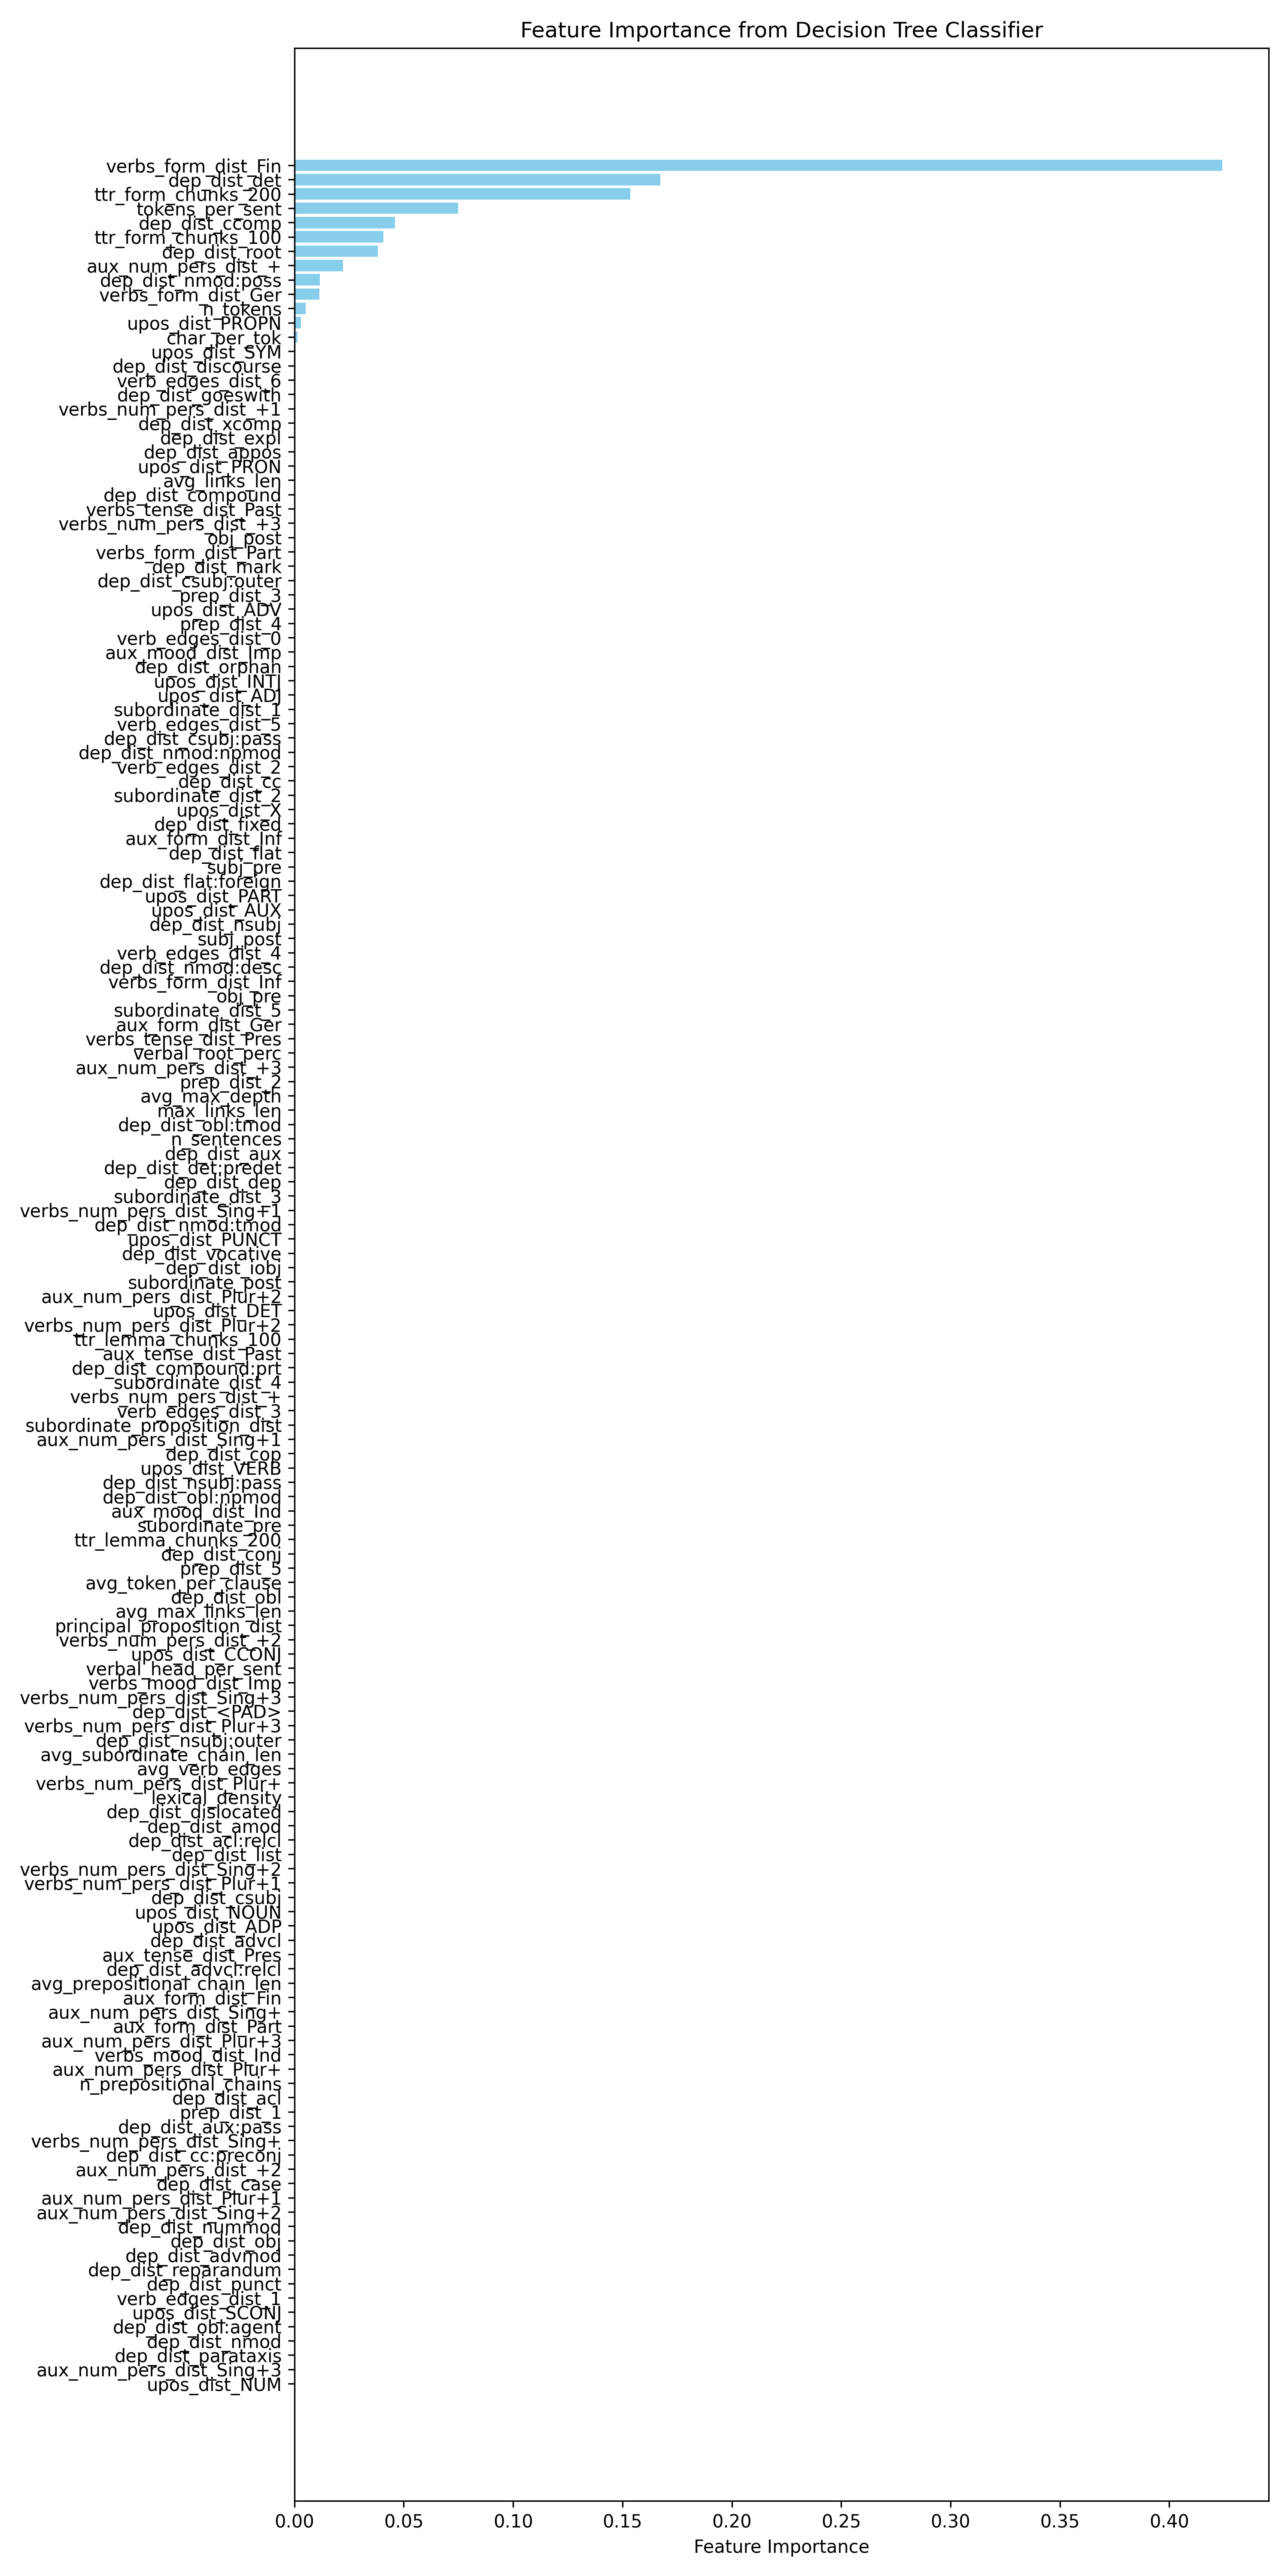 Feature Importance from Decision Tree Classifier
verbs_form_dist_Fin
dep_dist_det
ttr_form_chunks_200
tokens_per_sent
dep_dist_ccomp
ttr_form_chunks_100
dep_dist_root
aux_num_pers_dist_+
dep_dist_nmod:poss
verbs_form_dist_Ger
n_tokens
upos_dist_PROPN
char_per_tok
upos_dist_SYM
dep_dist_discourse
verb_edges_dist_6
dep_dist_goeswith
verbs_num_pers_dist_+1
dep_dist_xcomp
dep_dist_expl
dep_dist_appos
upos_dist_PRON
avg_links_len
dep_dist_compound
verbs_tense_dist_Past
verbs_num_pers_dist_+3
obj_post
verbs_form_dist_Part
dep_dist_mark
dep_dist_csubj:outer
prep_dist_3
upos_dist_ADV
prep_dist_4
verb_edges_dist_0
aux_mood_dist_Imp
dep_dist_orphan
upos_dist_INTJ
upos_dist_ADJ
subordinate_dist_1
verb_edges_dist_5
dep_dist_csubj:pass
dep_dist_nmod:npmod
verb_edges_dist_2
dep_dist_cc
subordinate_dist_2
upos_dist_X
dep_dist_fixed
aux_form_dist_Inf
dep_dist_flat
subj_pre
dep_dist_flat:foreign
upos_dist_PART
upos_dist_AUX
dep_dist_nsubj
subj_post
verb_edges_dist_4
dep_dist_nmod:desc
verbs_form_dist_Inf
obj_pre
subordinate_dist_5
aux_form_dist_Ger
verbs_tense_dist_Pres
verbal_root_perc
aux_num_pers_dist_+3
prep_dist_2
avg_max_depth
max_links_len
dep_dist_obl:tmod
n_sentences
dep_dist_aux
dep_dist_det:predet
dep_dist_dep
subordinate_dist_3
verbs_num_pers_dist_Sing+1
dep_dist_nmod:tmod
upos_dist_PUNCT
dep_dist_vocative
dep_dist_iobj
subordinate_post
aux_num_pers_dist_Plur+2
upos_dist_DET
verbs_num_pers_dist_Plur+2
ttr_lemma_chunks_100
aux_tense_dist_Past
dep_dist_compound:prt
subordinate_dist_4
verbs_num_pers_dist_+
verb_edges_dist_3
subordinate_proposition_dist
aux_num_pers_dist_Sing+1
dep_dist_cop
upos_dist_VERB
dep_dist_nsubj:pass
dep_dist_obl:npmod
aux_mood_dist_Ind
subordinate_pre
ttr_lemma_chunks_200
dep_dist_conj
prep_dist_5
avg_token_per_clause
dep_dist_obl
avg_max_links_len
principal_proposition_dist
verbs_num_pers_dist_+2
upos_dist_CCONJ
verbal_head_per_sent
verbs_mood_dist_Imp
verbs_num_pers_dist_Sing+3
dep_dist_<PAD>
verbs_num_pers_dist_Plur+3
dep_dist_nsubj:outer
avg_subordinate_chain_len
avg_verb_edges
verbs_num_pers_dist_Plur+
lexical_density
dep_dist_dislocated
dep_dist_amod
dep_dist_acl:relcl
dep_dist_list
verbs_num_pers_dist_Sing+2
verbs_num_pers_dist_Plur+1
dep_dist_csubj
upos_dist_NOUN
upos_dist_ADP
dep_dist_advcl
aux_tense_dist_Pres
dep_dist_advcl:relcl
avg_prepositional_chain_len
aux_form_dist_Fin
aux_num_pers_dist_Sing+
aux_form_dist_Part
aux_num_pers_dist_Plur+3
verbs_mood_dist_Ind
aux_num_pers_dist_Plur+
n_prepositional_chains
dep_dist_acl
prep_dist_1
dep_dist_aux:pass
verbs_num_pers_dist_Sing+
dep_dist_cc:preconj
aux_num_pers_dist_+2
dep_dist_case
aux_num_pers_dist_Plur+1
aux_num_pers_dist_Sing+2
dep_dist_nummod
dep_dist_obj
dep_dist_advmod
dep_dist_reparandum
dep_dist_punct
verb_edges_dist_1
upos_dist_SCONJ
dep_dist_obl:agent
dep_dist_nmod
dep_dist_parataxis
aux_num_pers_dist_Sing+3
upos_dist_NUM
0.00 0.05 0.10 0.15 0.20 0.25 0.30 0.35 0.40
Feature Importance